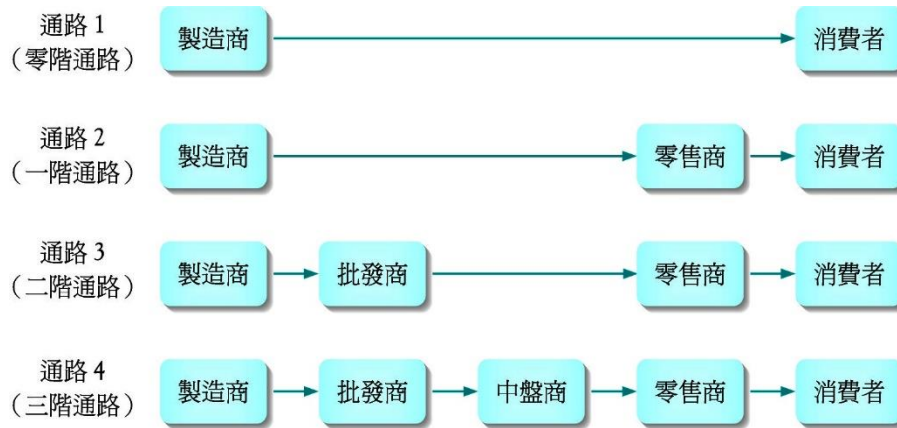 通路 1
（零階通路）
製造商
消費者
通路 2
（一階通路）
製造商
零售商
消費者
通路 3
（二階通路）
製造商
批發商
零售商
消費者
通路 4
（三階通路）
製造商
批發商
中盤商
零售商
消費者